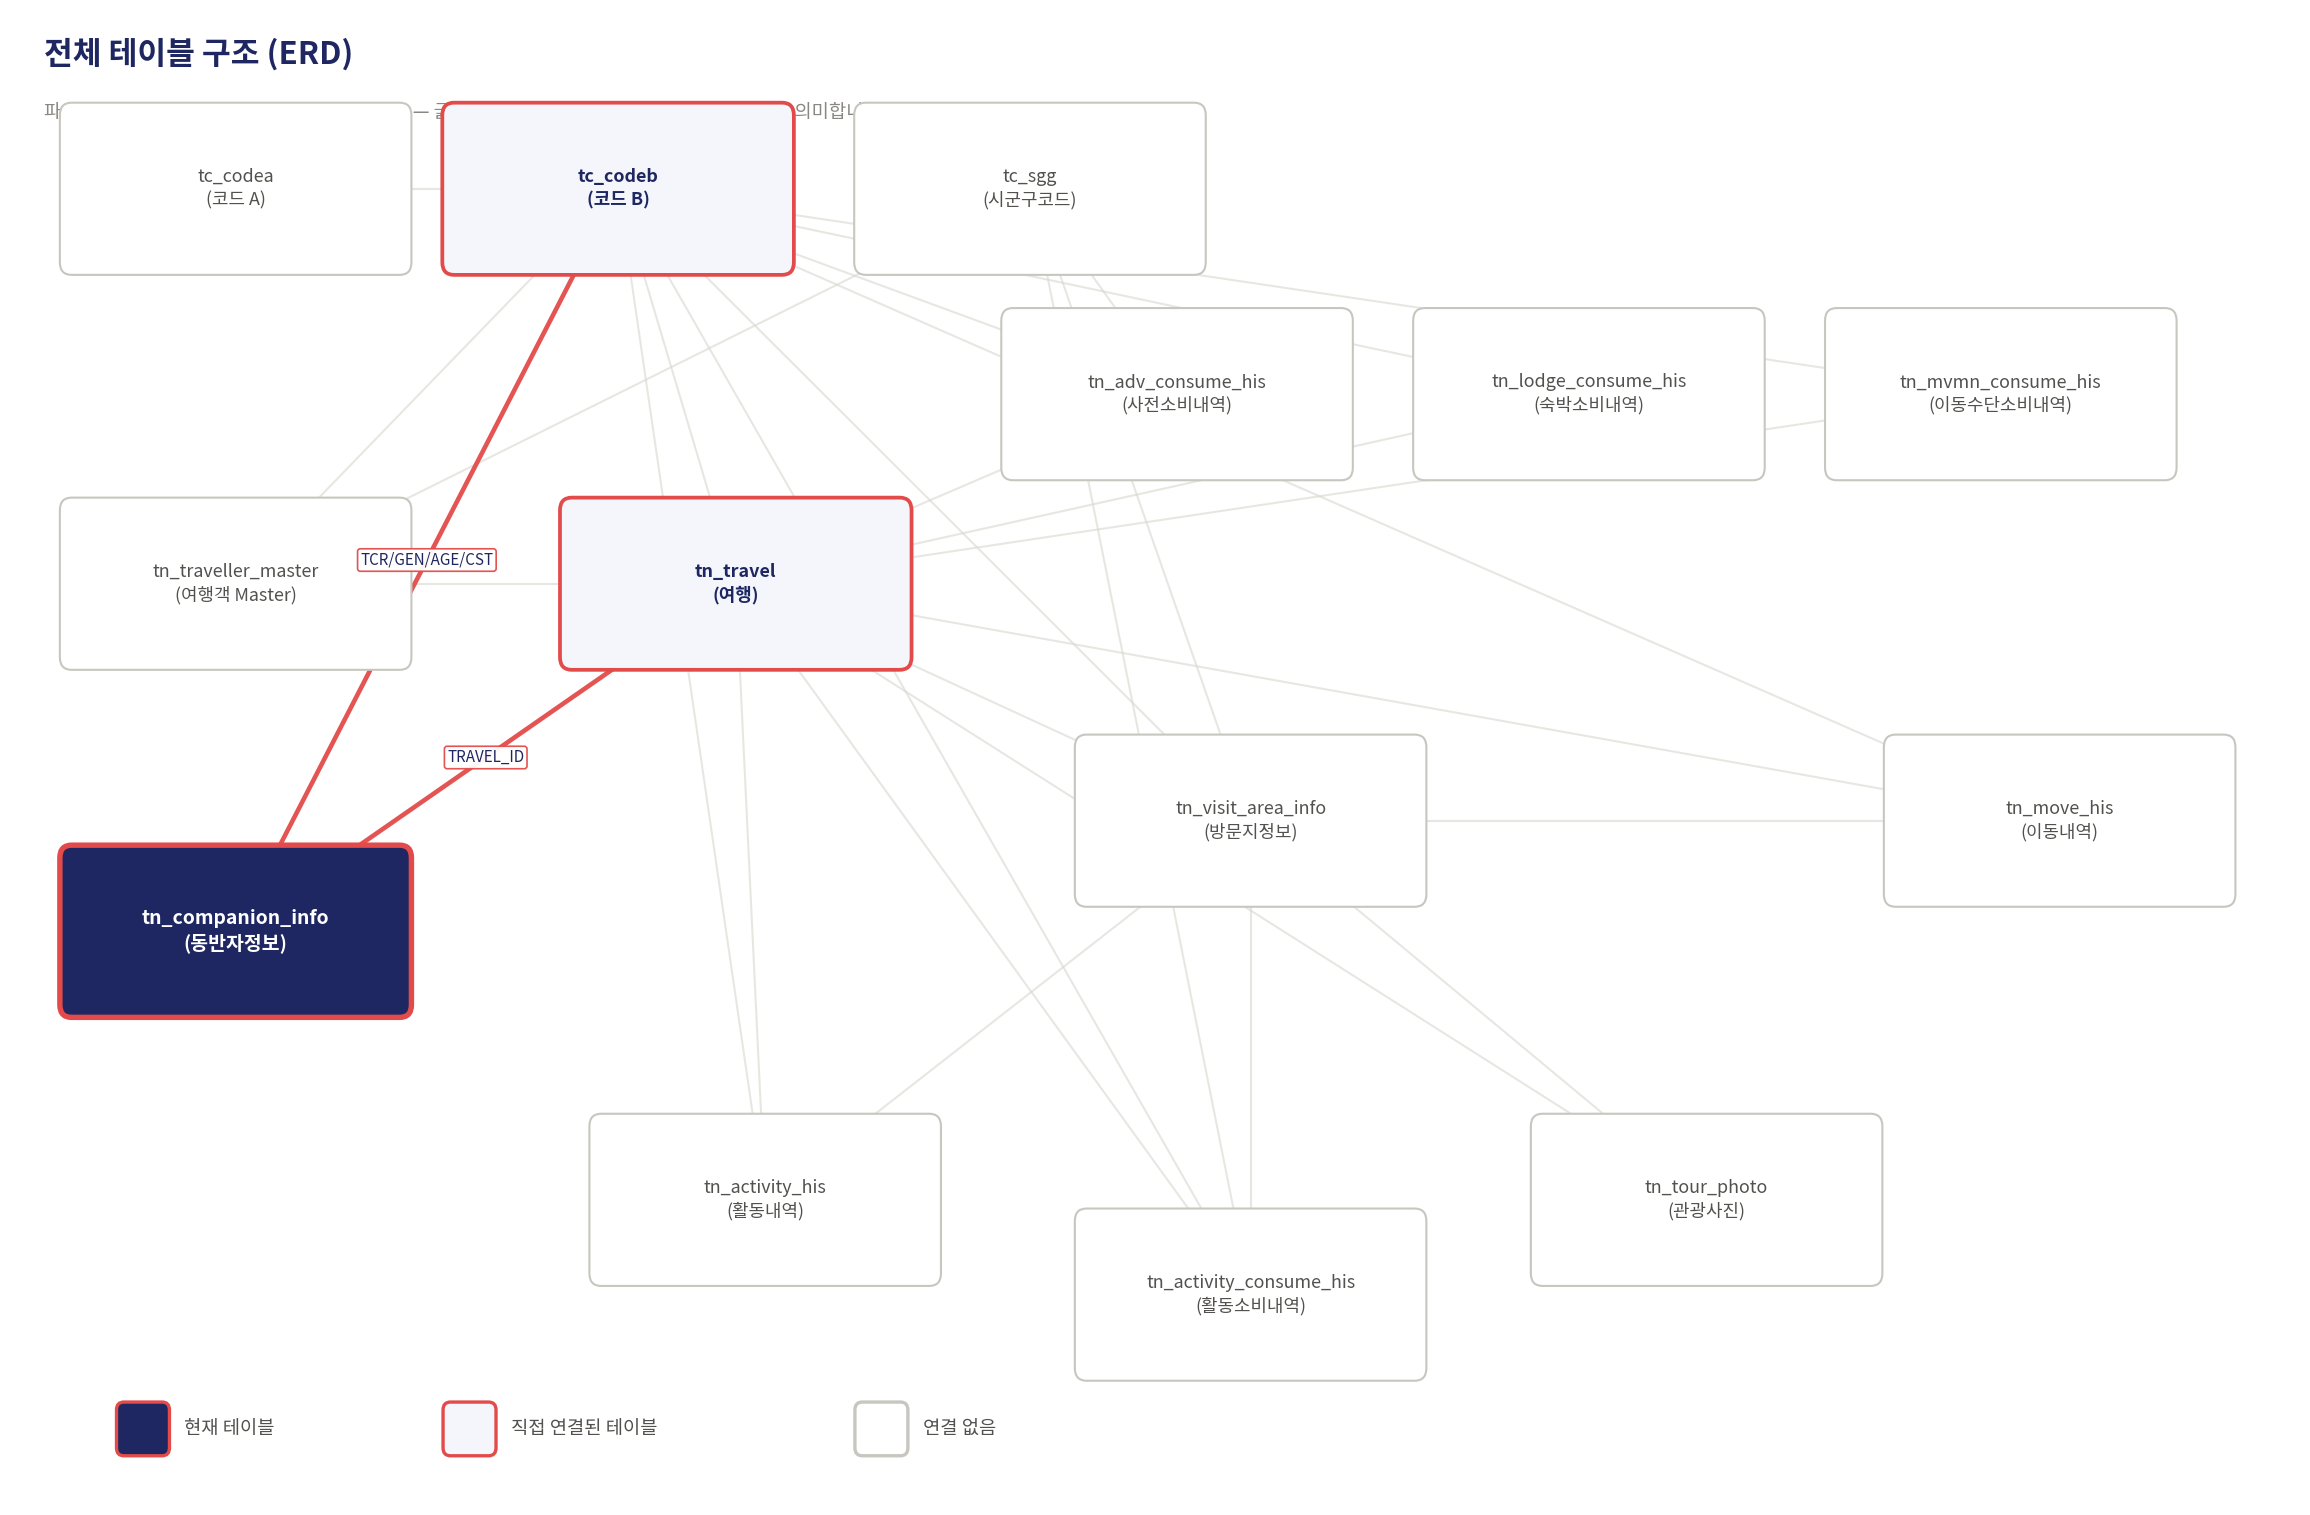 전체 테이블 구조 (ERD)
파
의미합니
tc_codea
(코드 A)
tc_codeb
(코드 B)
tc_sgg
(시군구코드)
tn_adv_consume_his
(사전소비내역)
tn_lodge_consume_his
(숙박소비내역)
tn_mvmn_consume_his
(이동수단소비내역)
tn_traveller_master
(여행객 Master)
TCR/GEN/AGE/CST
tn_travel
(여행)
TRAVEL_ID
tn_visit_area_info
(방문지정보)
tn_move_his
(이동내역)
tn_companion_info
(동반자정보)
tn_activity_his
(활동내역)
tn_activity_consume_his
(활동소비내역)
tn_tour_photo
(관광사진)
현재 테이블
직접 연결된 테이블
연결 없음